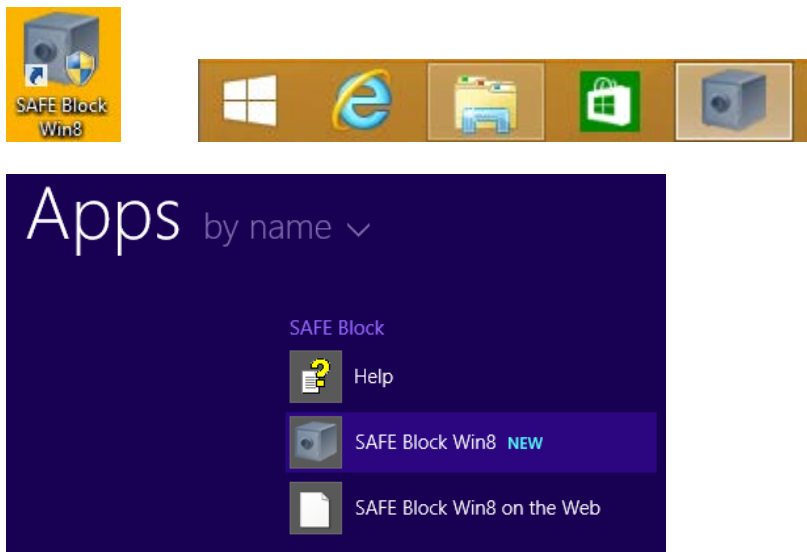 SAFE Block
Win8
Apps by name
SAFE Block
Help
SAFE Block Win8 NEW
SAFE Block Win8 on the Web